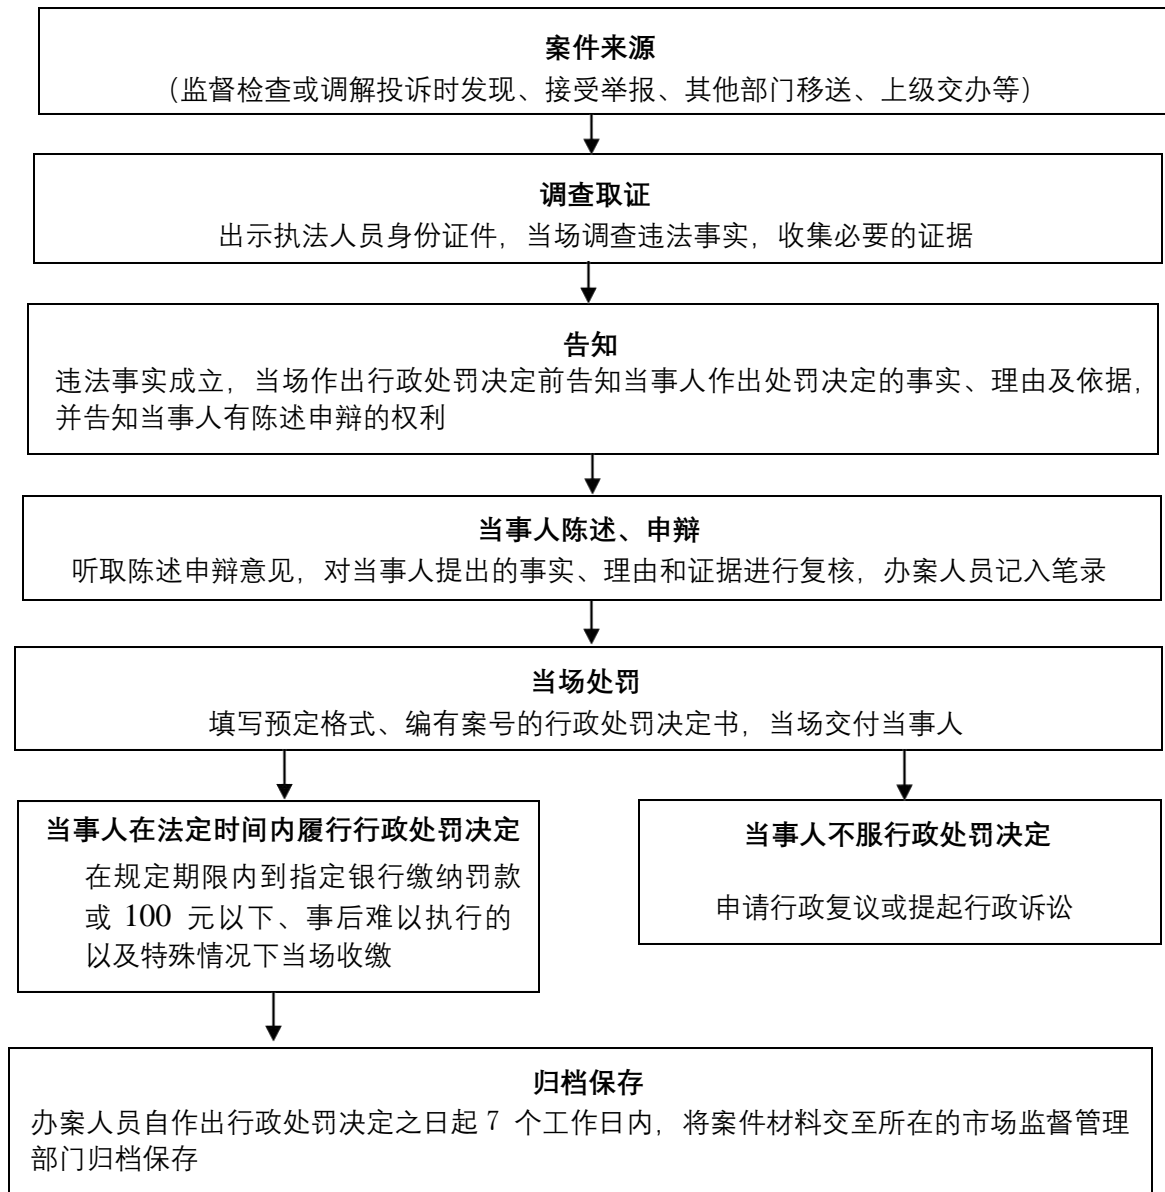 案件来源
（监督检查或调解投诉时发现、接受举报、其他部门移送、上级交办等）
调查取证
出示执法人员身份证件，当场调查违法事实，收集必要的证据
告知
违法事实成立，当场作出行政处罚决定前告知当事人作出处罚决定的事实、理由及依据，
并告知当事人有陈述申辩的权利
当事人陈述、申辩
听取陈述申辩意见，对当事人提出的事实、理由和证据进行复核，办案人员记入笔录
当场处罚
填写预定格式、编有案号的行政处罚决定书，当场交付当事人
当事人在法定时间内履行行政处罚决定
在规定期限内到指定银行缴纳罚款
或 100 元以下、事后难以执行的
以及特殊情况下当场收缴
当事人不服行政处罚决定
申请行政复议或提起行政诉讼
归档保存
办案人员自作出行政处罚决定之日起 7 个工作日内，将案件材料交至所在的市场监督管理
部门归档保存